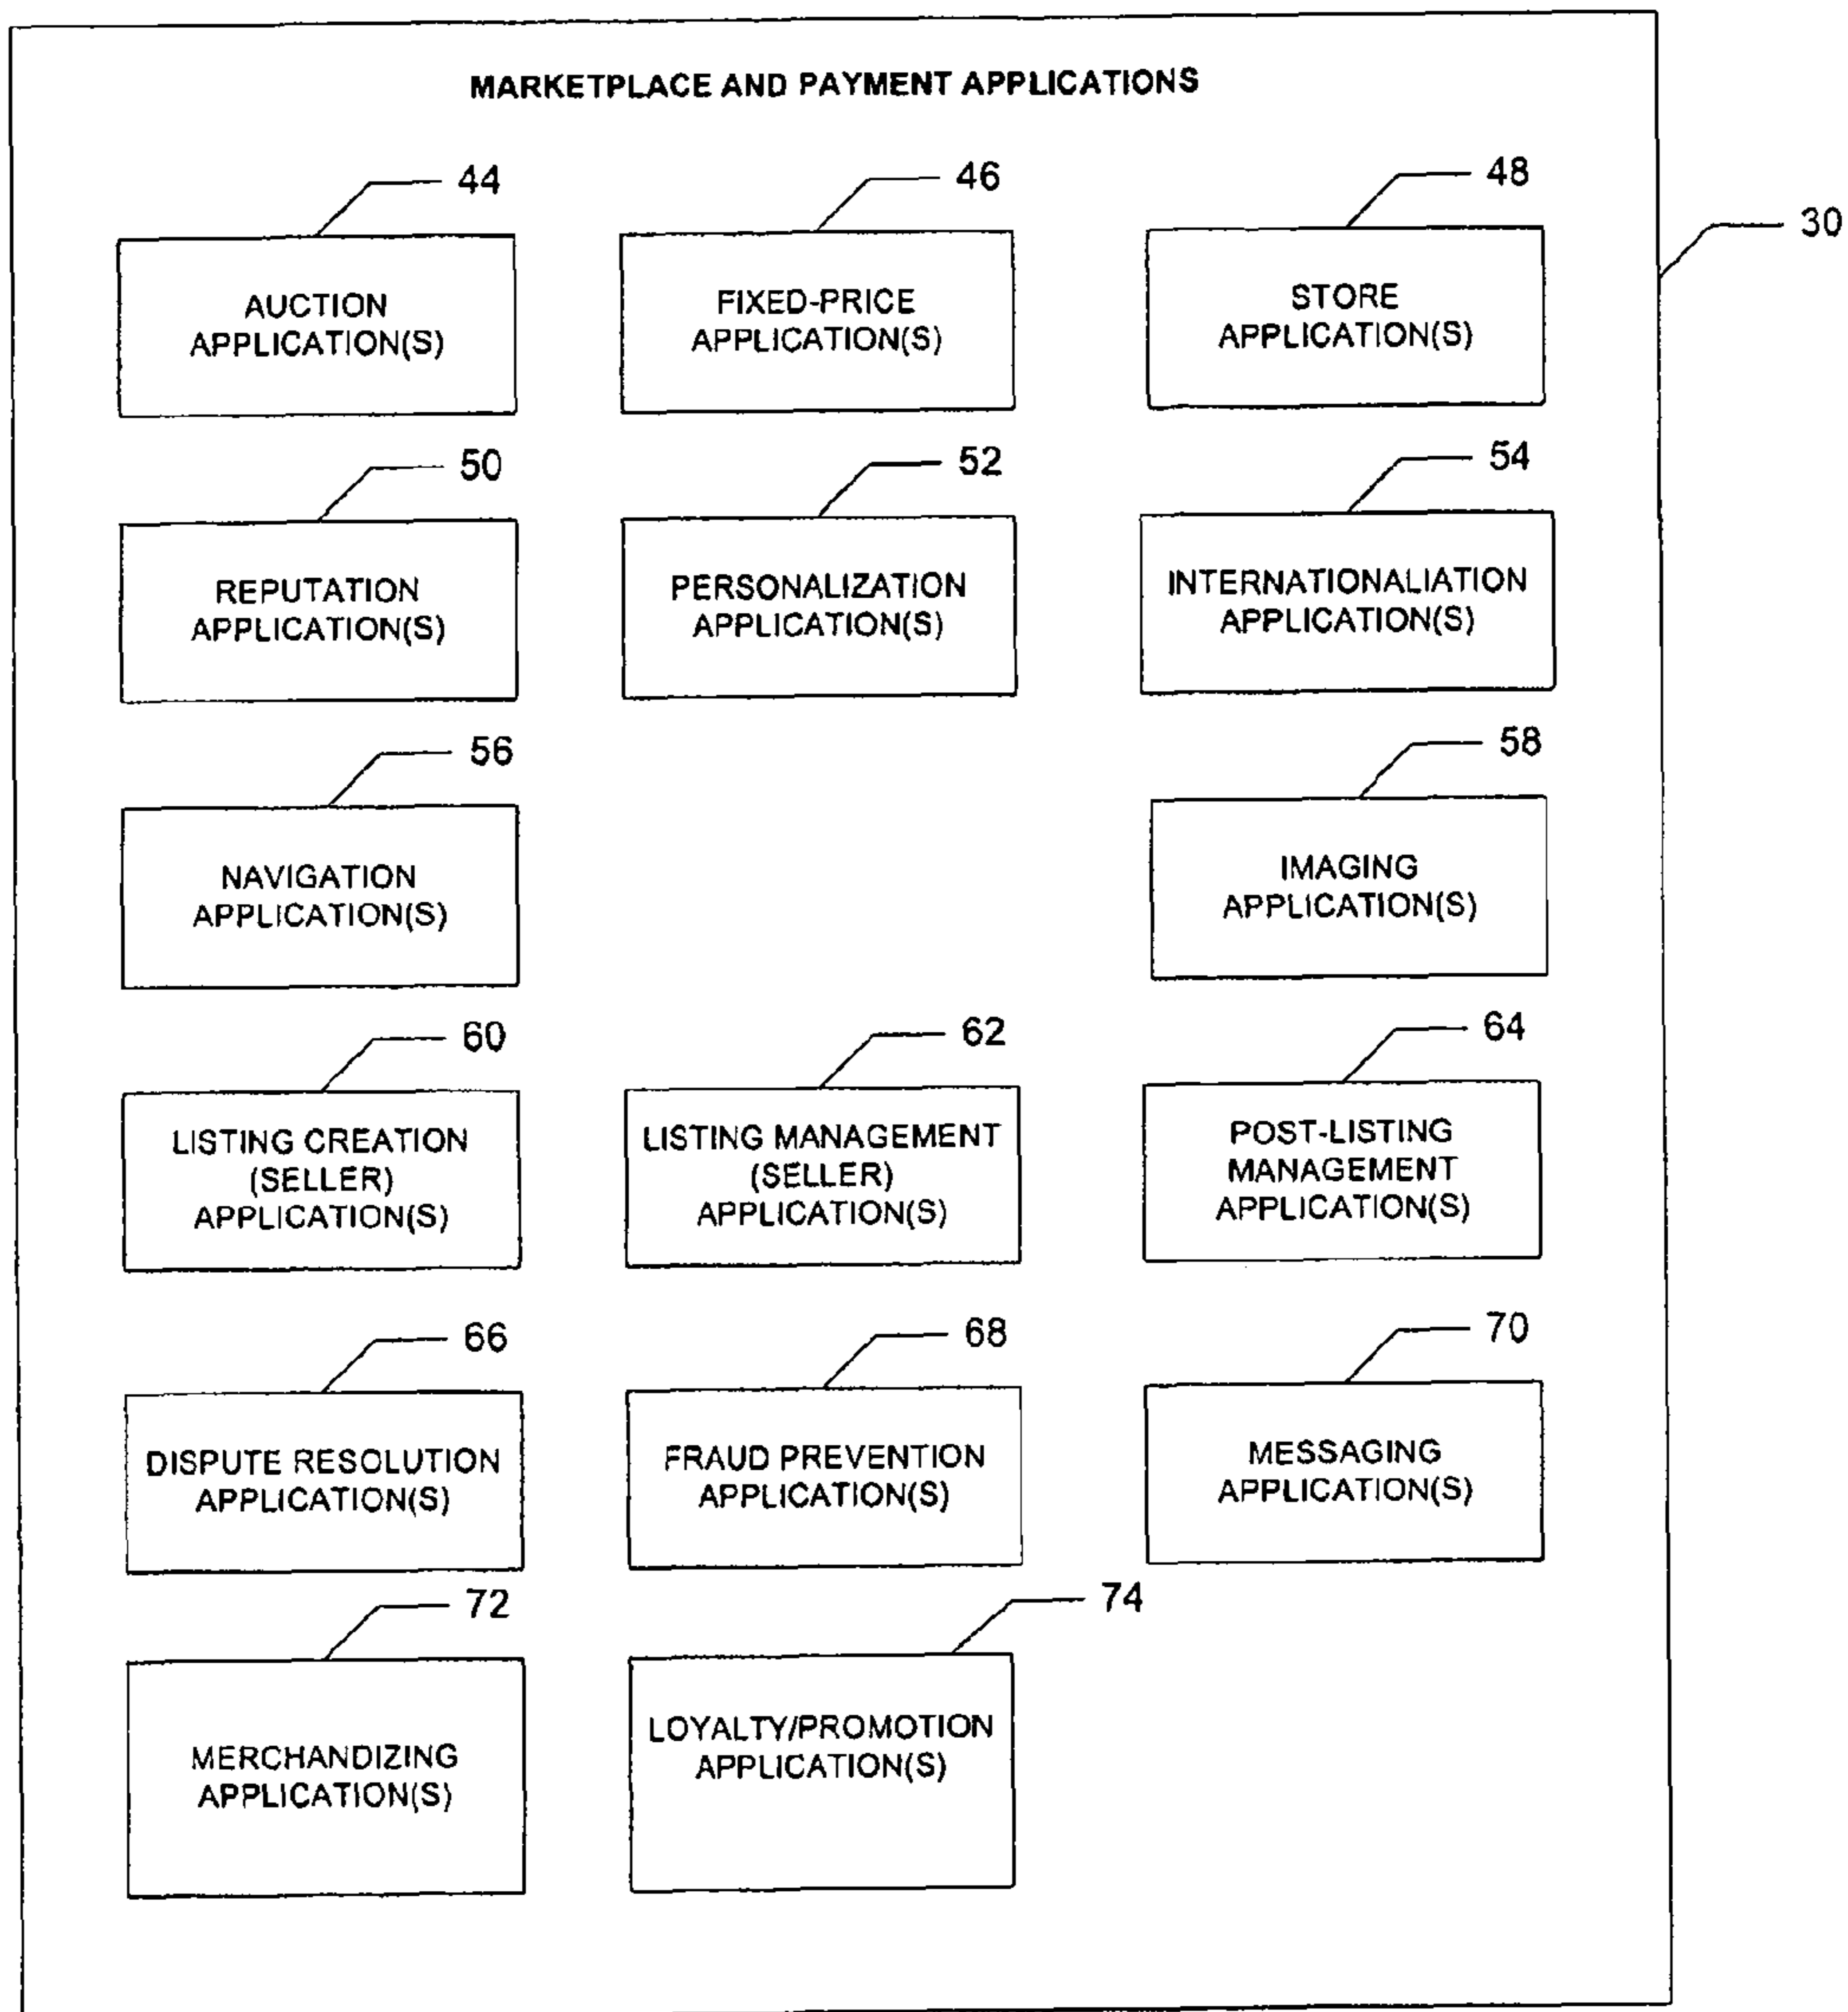 MARKETPLACE AND PAYMENT APPLICATIONS
44
46
48
30
AUCTION
APPLICATION(S)
FIXED-PRICE
APPLICATION(S)
STORE
APPLICATION(S)
50
52
54
REPUTATION
APPLICATION(S)
PERSONALIZATION
APPLICATION(S)
INTERNATIONALIATION
APPLICATION(S)
56
58
NAVIGATION
APPLICATION(S)
IMAGING
APPLICATION(S)
60
62
64
LISTING CREATION
(SELLER)
APPLICATION(S)
LISTING MANAGEMENT
(SELLER)
APPLICATION(S)
POST-LISTING
MANAGEMENT
APPLICATION(S)
66
68
70
DISPUTE RESOLUTION
APPLICATION(S)
FRAUD PREVENTION
APPLICATION(S)
MESSAGING
APPLICATION(S)
72
74
MERCHANDIZING
APPLICATION(S)
LOYALTY/PROMOTION
APPLICATION(S)